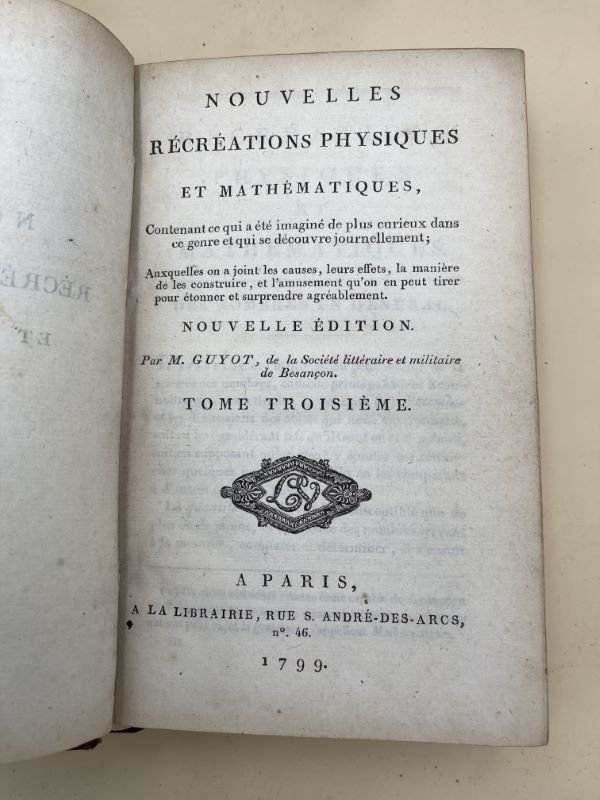 NOUVELLES
RÉCRÉATIONS PHYSIQUES
ET MATHÉMATIQUES,
Contenant ce qui a été imaginé de plus curieux dans
ce genre et qui se découvre journellement;
Auxquelles on a joint les causes, leurs effets, la manière
de les construire, et l'amusement qu'on en peut tirer
pour étonner et surprendre agréablement.
NOUVELLE ÉDITION.
Par M. GUYOT, de la Société littéraire et militaire
de Besançon.
TOME TROISIÈME.
A PARIS,
A LA LIBRAIRIE, RUE S. ANDRÉ-DES-ARCS,
n°. 46.
1799.